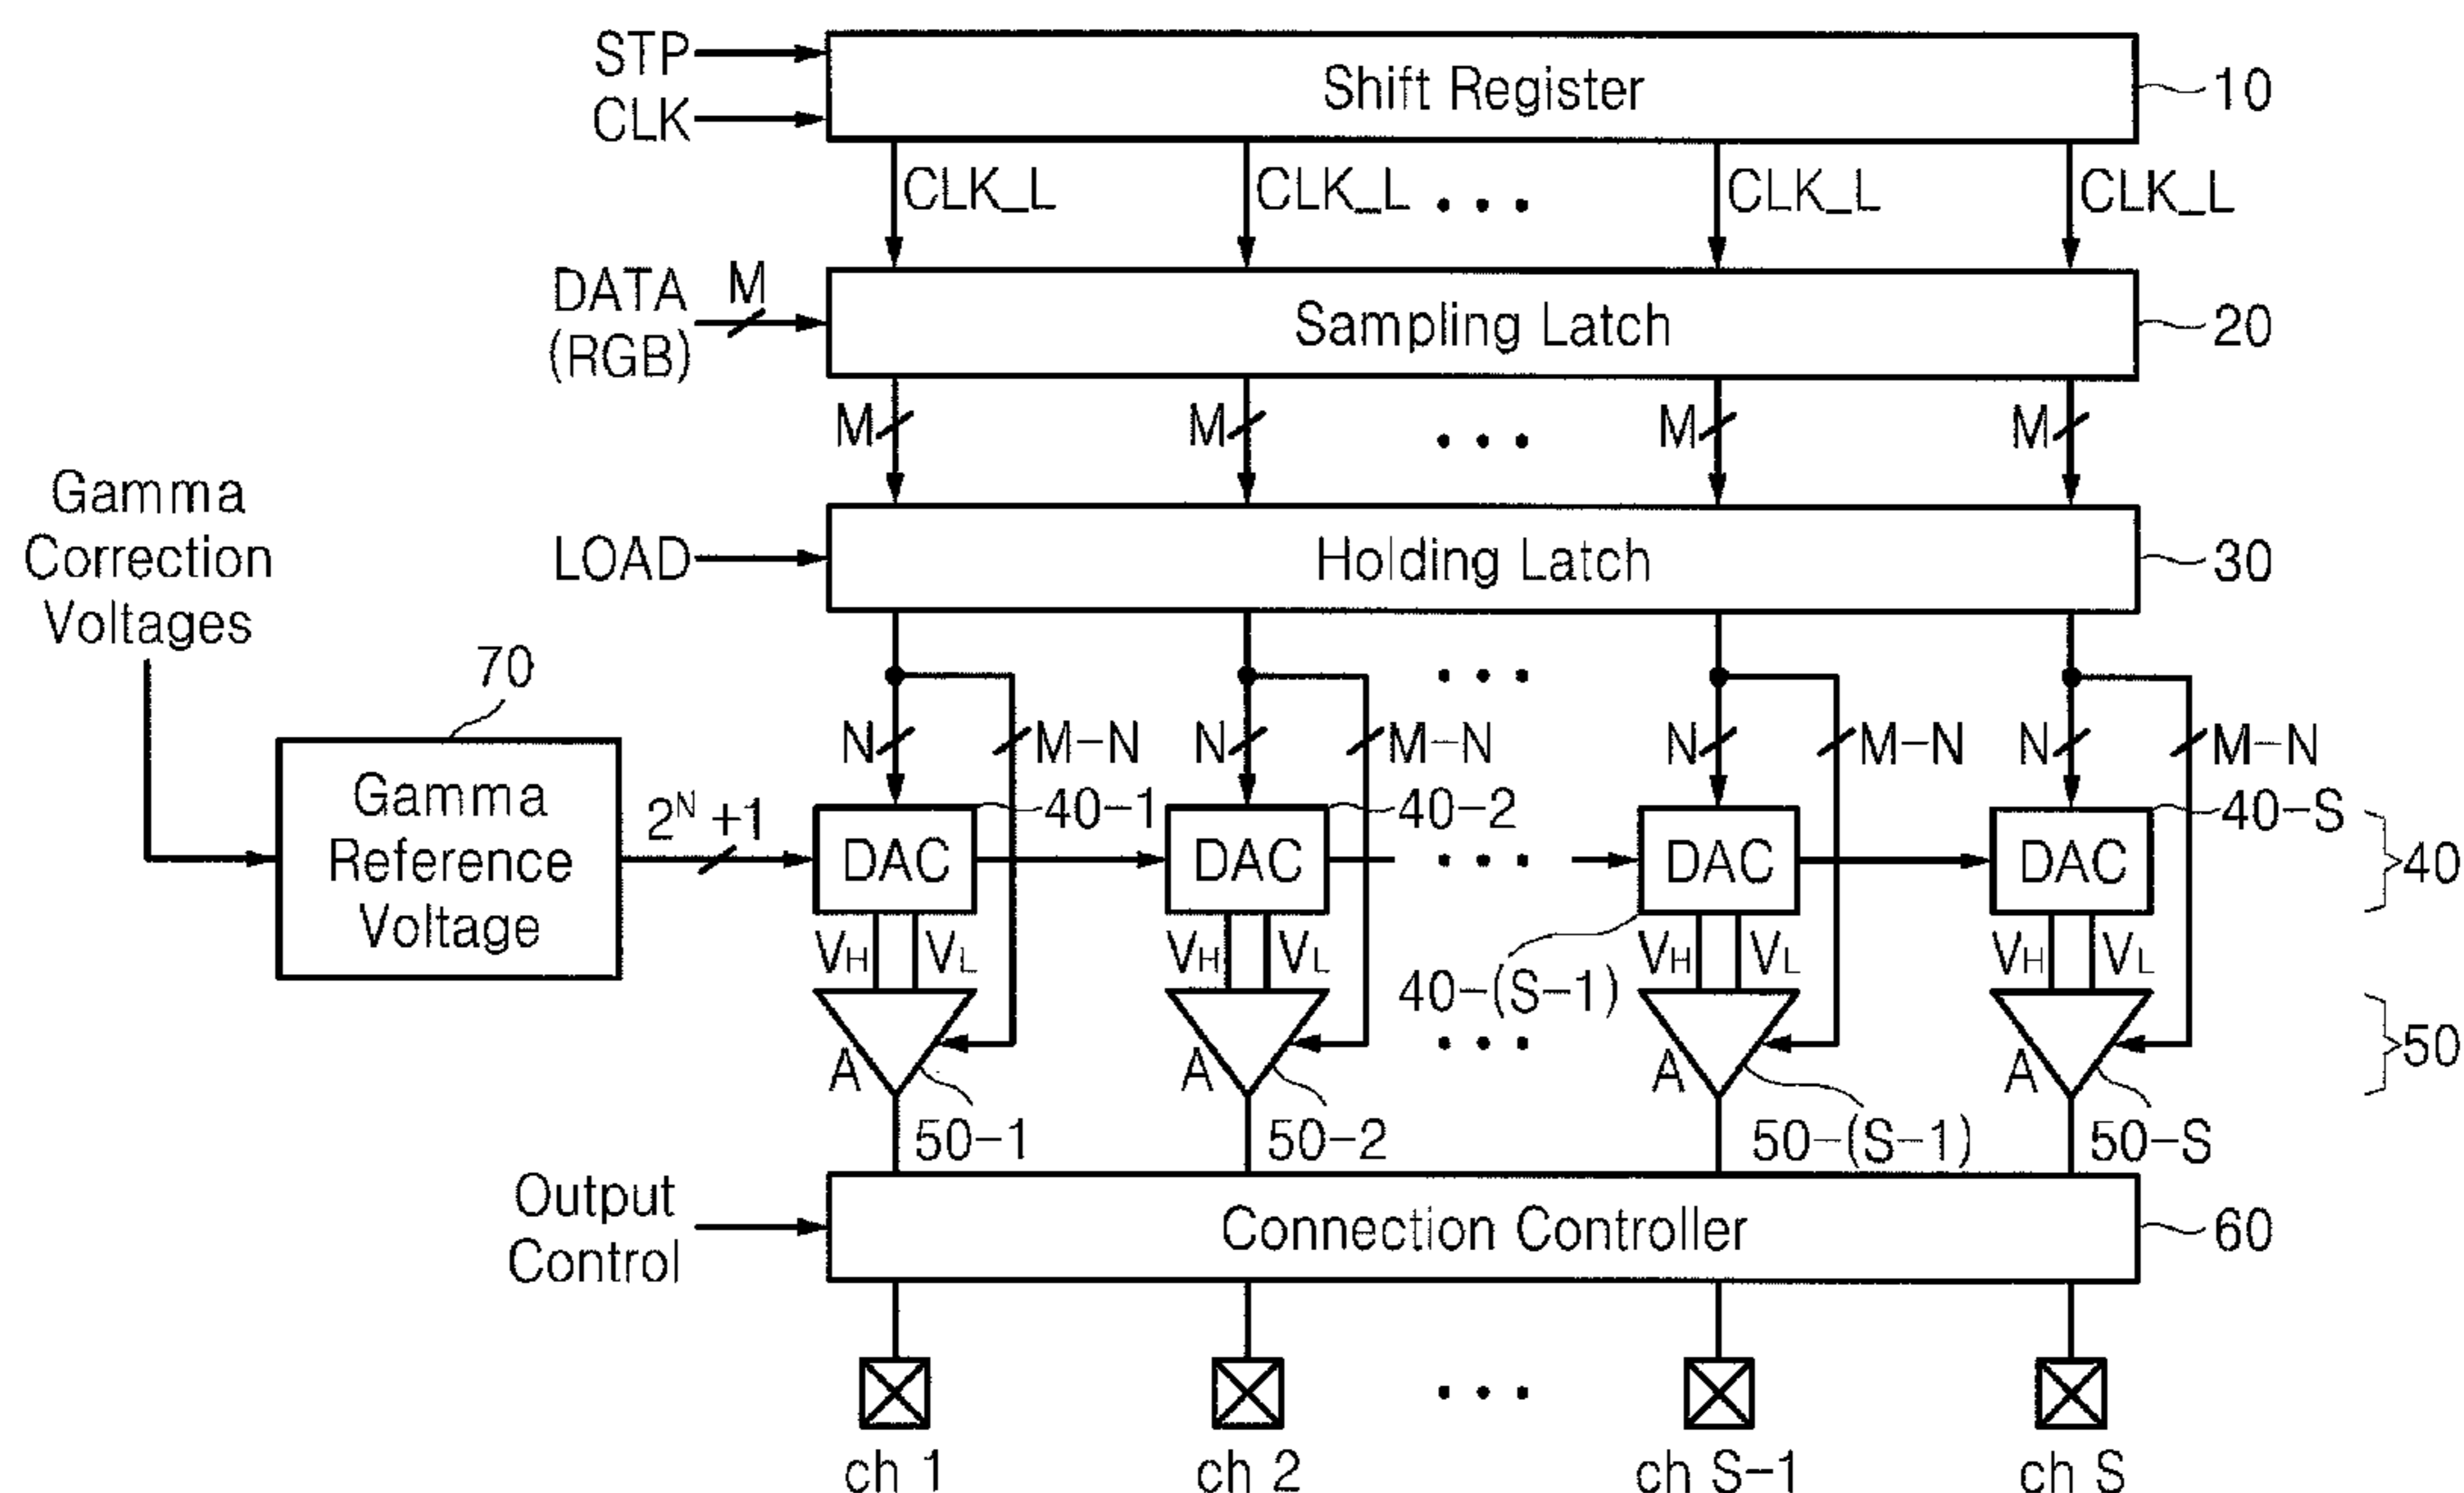 STP
Shift Register
10
CLK
CLK_L CLK_L CLK_L CLK_L
DATA
(RGB)
M
Sampling Latch
20
M M M M
Gamma
Correction
Voltages
LOAD
Holding Latch
30
70
N M-N N M-N N M-N N M-N
Gamma
Reference
Voltage
2^N +1
40-1 40-2 40-S
DAC DAC DAC DAC
40
VH VL VH VL VH VL VH VL
40-(S-1)
A A A A
50
50-1 50-2 50-(S-1) 50-S
Output
Control
Connection Controller
60
ch 1 ch 2 ch S-1 ch S